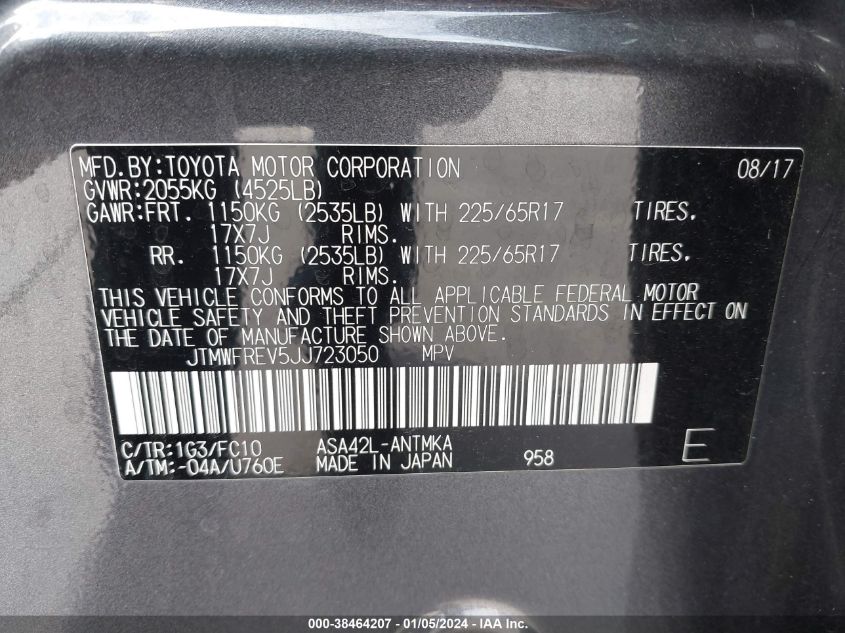 MFD.BY:TOYOTA MOTOR CORPORATION 08/17
GVWR:2055KG (4525LB)
GAWR:FRT. 1150KG (2535LB) WITH 225/65R17 TIRES.
17X7J RIMS.
RR. 1150KG (2535LB) WITH 225/65R17 TIRES.
17X7J RIMS.
THIS VEHICLE CONFORMS TO ALL APPLICABLE FEDERAL MOTOR
VEHICLE SAFETY AND THEFT PREVENTION STANDARDS IN EFFECT ON
THE DATE OF MANUFACTURE SHOWN ABOVE.
JTMWFREV5JJ723050 MPV
C/TR:1G3/FC10 ASA42L-ANTMKA
A/TM:-04A/U760E MADE IN JAPAN 958 E
000-38464207 - 01/05/2024 - IAA Inc.